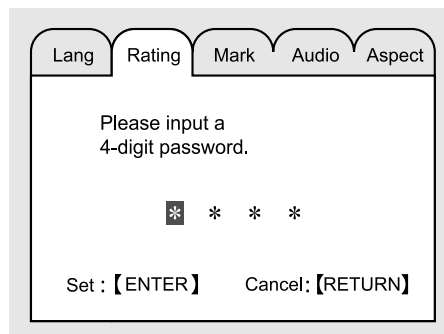 Lang Rating Mark Audio Aspect
Please input a
4-digit password.
* * * *
Set :【ENTER】 Cancel:【RETURN】